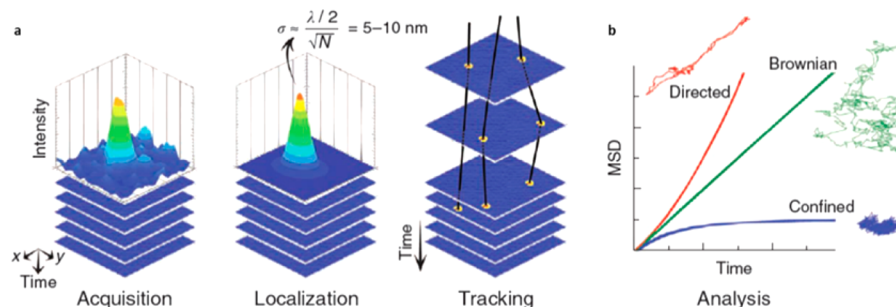 a
σ ≈ λ/2 / √N = 5–10 nm
Intensity
x y
Time
Acquisition
Localization
Time
Tracking
b
Directed
Brownian
Confined
MSD
Time
Analysis